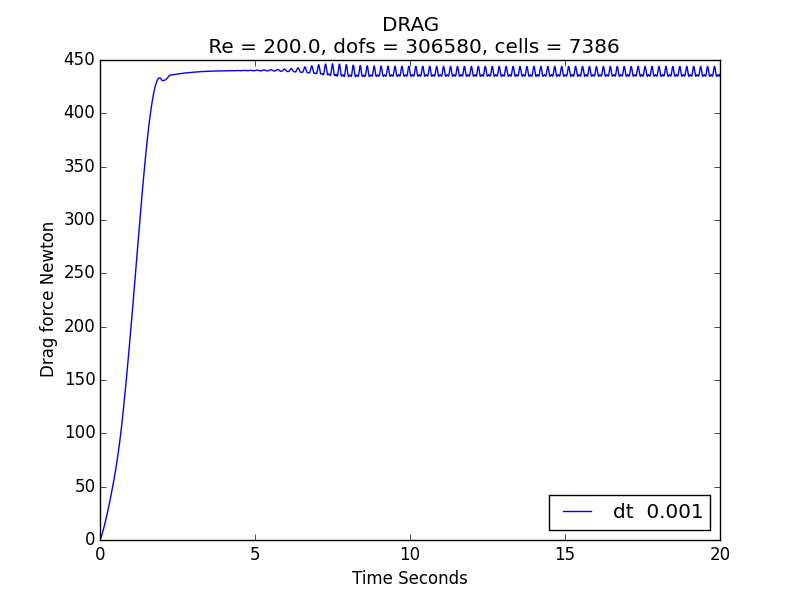 DRAG
Re = 200.0, dofs = 306580, cells = 7386
450
400
350
300
250
200
150
100
50
0
Drag force Newton
dt 0.001
0 5 10 15 20
Time Seconds